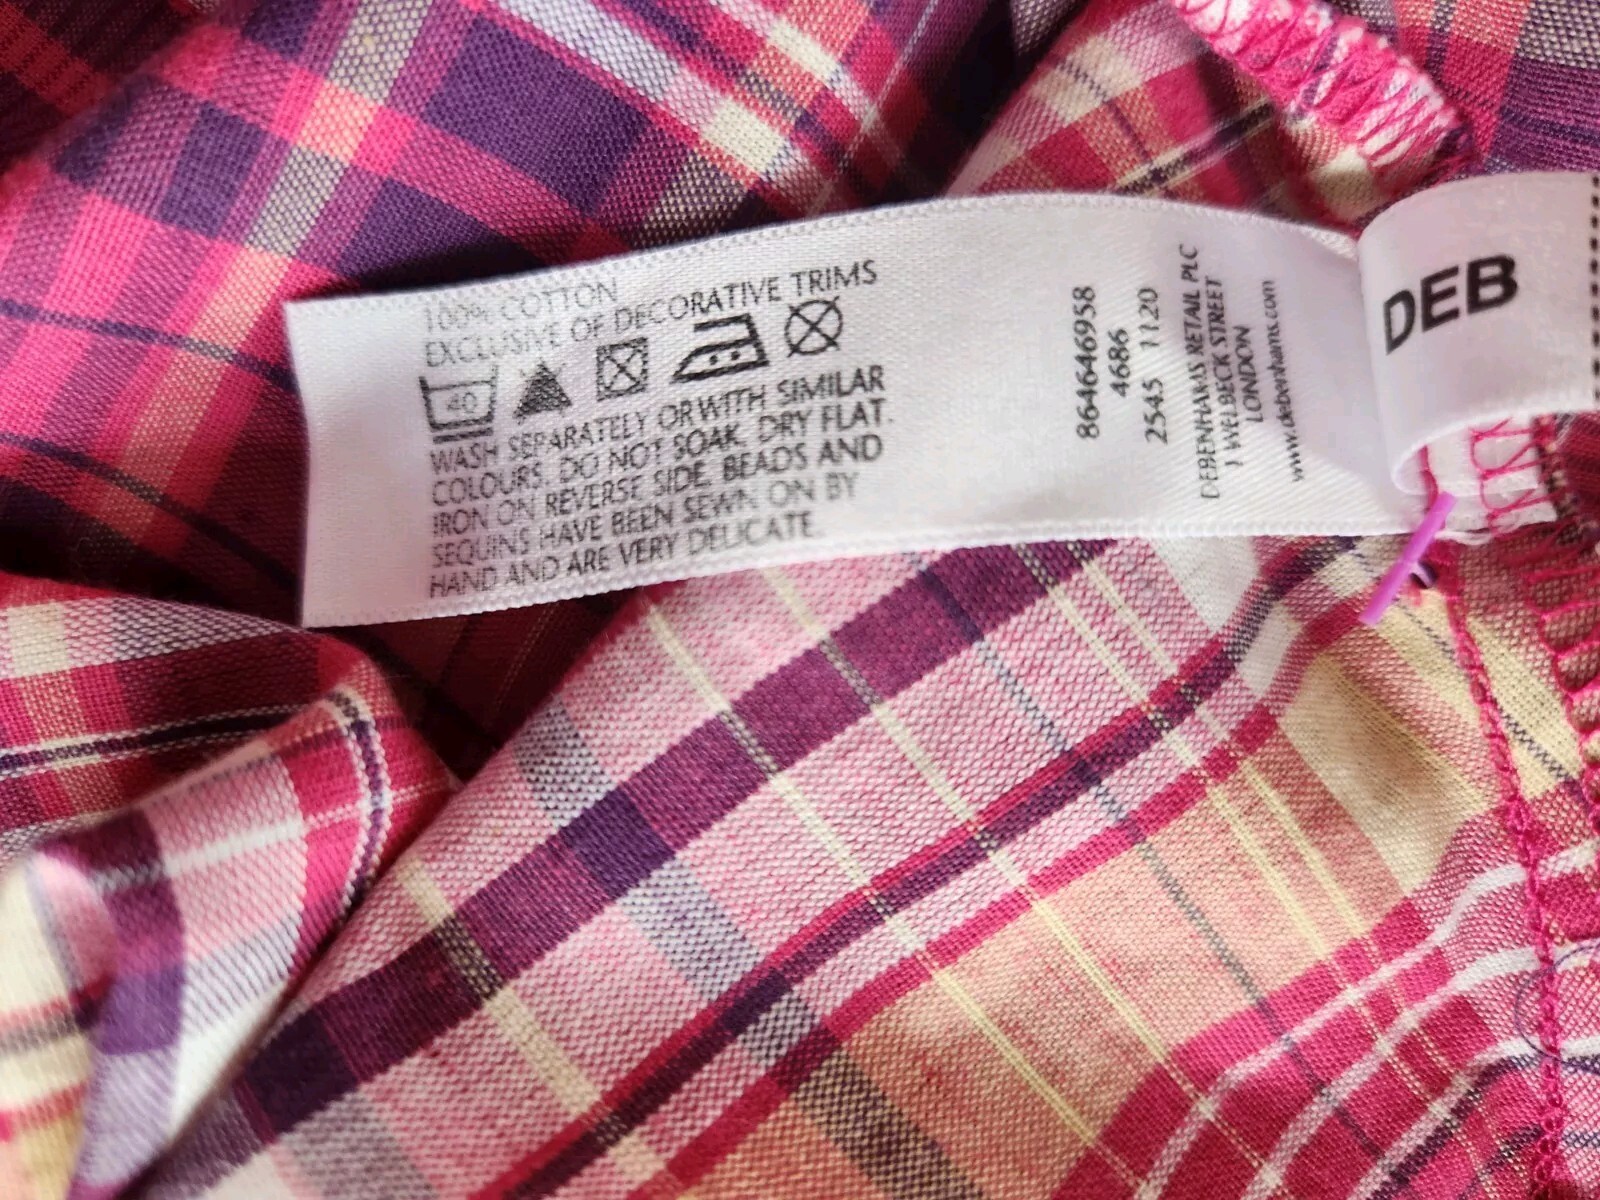 100% COTTON
EXCLUSIVE OF DECORATIVE TRIMS
40
WASH SEPARATELY OR WITH SIMILAR
COLOURS. DO NOT SOAK. DRY FLAT.
IRON ON REVERSE SIDE. BEADS AND
SEQUINS HAVE BEEN SEWN ON BY
HAND AND ARE VERY DELICATE.
864646958
4686
2545 1120
DEBENHAMS RETAIL PLC
1 WELBECK STREET
LONDON
www.debenhams.com
DEB